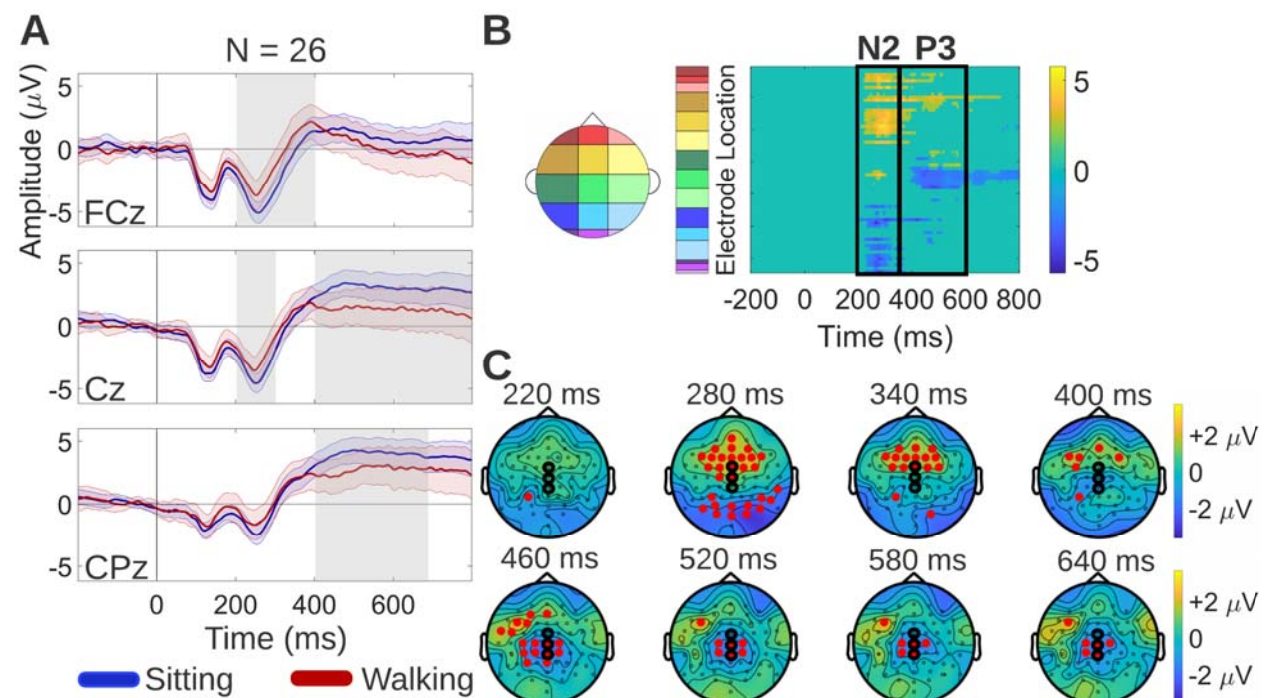 A
N = 26
Amplitude (μV)
5
0
-5
FCz
5
0
-5
Cz
5
0
-5
CPz
0 200 400 600
Time (ms)
Sitting Walking
B
N2 P3
Electrode Location
5
0
-5
-200 0 200 400 600 800
Time (ms)
C
220 ms 280 ms 340 ms 400 ms
+2 μV
0
-2 μV
460 ms 520 ms 580 ms 640 ms
+2 μV
0
-2 μV